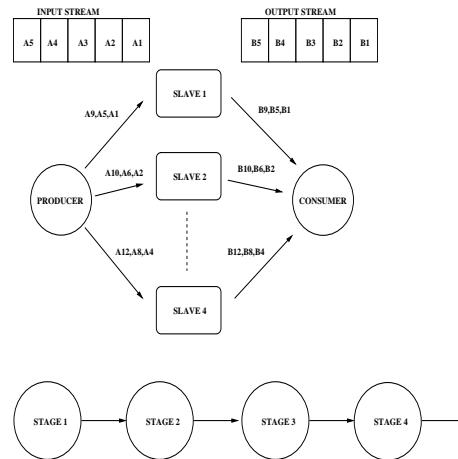 INPUT STREAM
OUTPUT STREAM
A5 A4 A3 A2 A1
B5 B4 B3 B2 B1
SLAVE 1
A9,A5,A1
B9,B5,B1
A10,A6,A2
SLAVE 2
B10,B6,B2
PRODUCER
CONSUMER
A12,A8,A4
B12,B8,B4
SLAVE 4
STAGE 1
STAGE 2
STAGE 3
STAGE 4